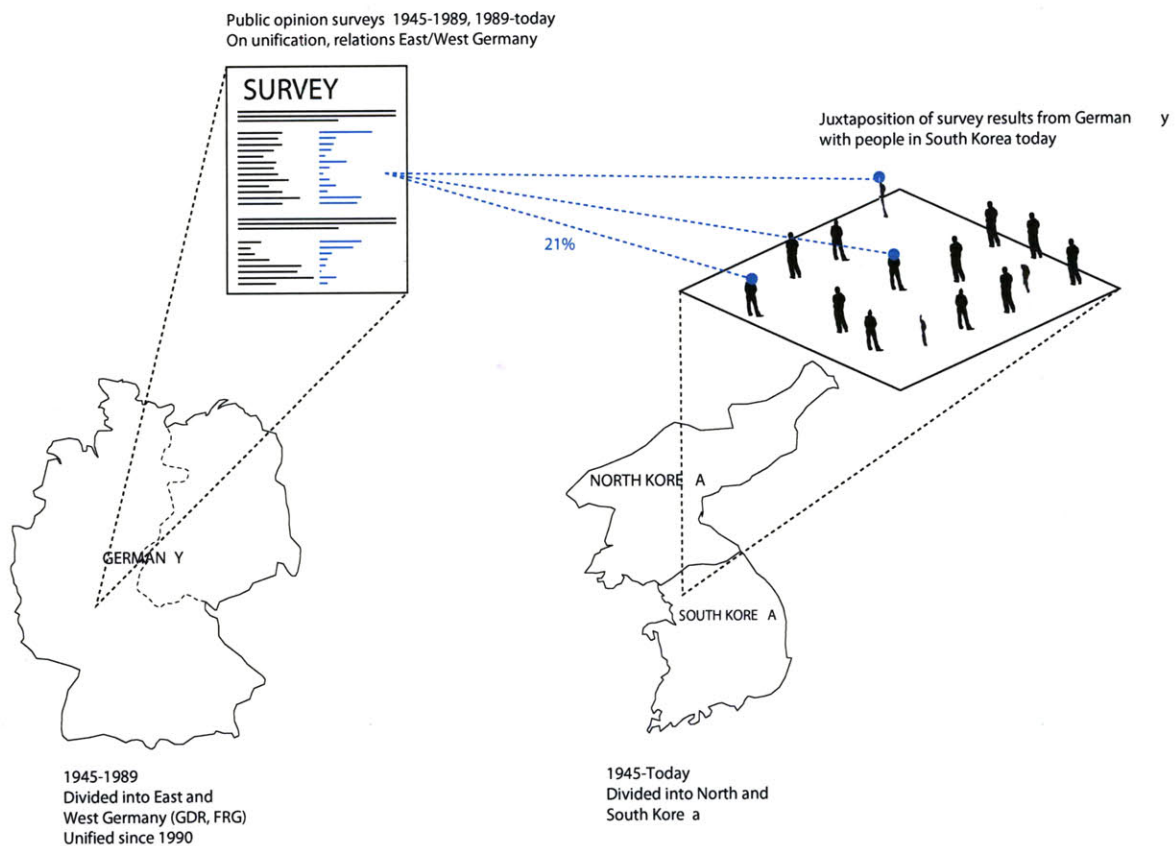 Public opinion surveys 1945-1989, 1989-today
On unification, relations East/West Germany
SURVEY
Juxtaposition of survey results from German y
with people in South Korea today
21%
NORTH KORE A
GERMAN Y
SOUTH KORE A
1945-1989
Divided into East and
West Germany (GDR, FRG)
Unified since 1990
1945-Today
Divided into North and
South Kore a